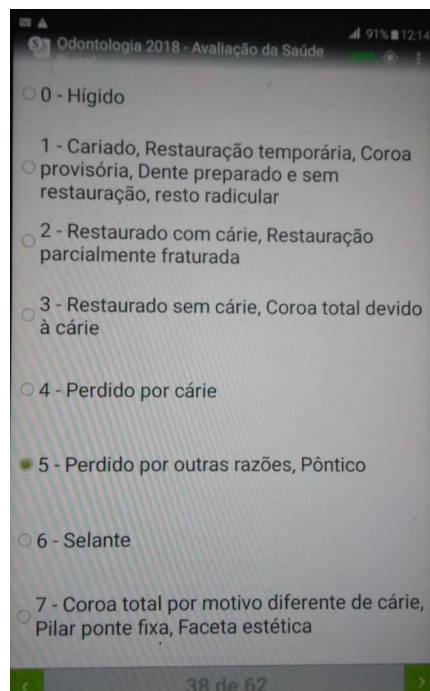 91% 12:14
Odontologia 2018 - Avaliação da Saúde
0 - Hígido
1 - Cariado, Restauração temporária, Coroa
provisória, Dente preparado e sem
restauração, resto radicular
2 - Restaurado com cárie, Restauração
parcialmente fraturada
3 - Restaurado sem cárie, Coroa total devido
à cárie
4 - Perdido por cárie
5 - Perdido por outras razões, Pôntico
6 - Selante
7 - Coroa total por motivo diferente de cárie,
Pilar ponte fixa, Faceta estética
38 de 62